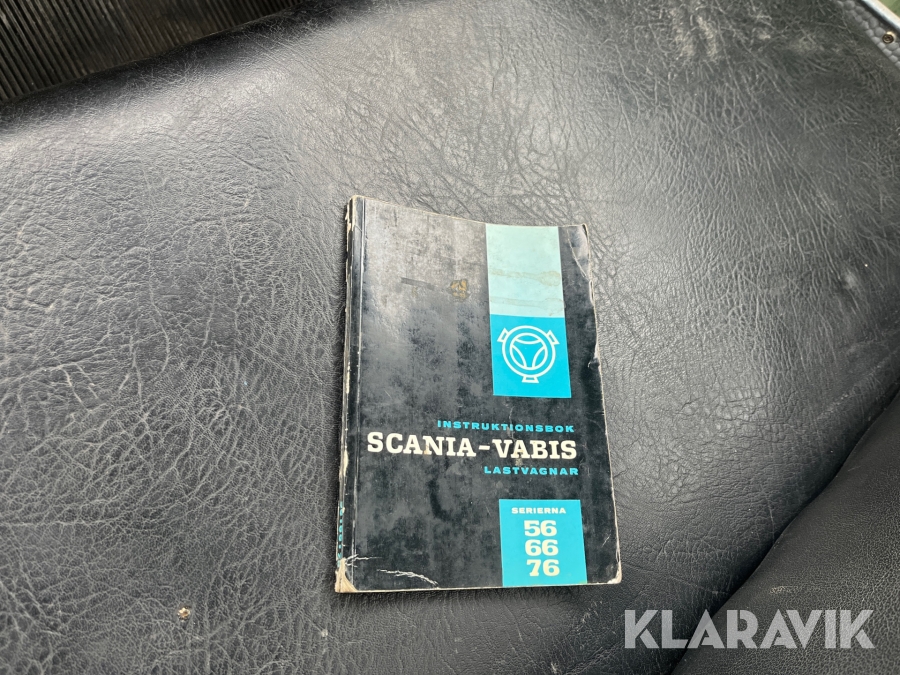 INSTRUKTIONSBOK
SCANIA-VABIS
LASTVAGNAR
SERIERNA
56
66
76
KLARAVIK